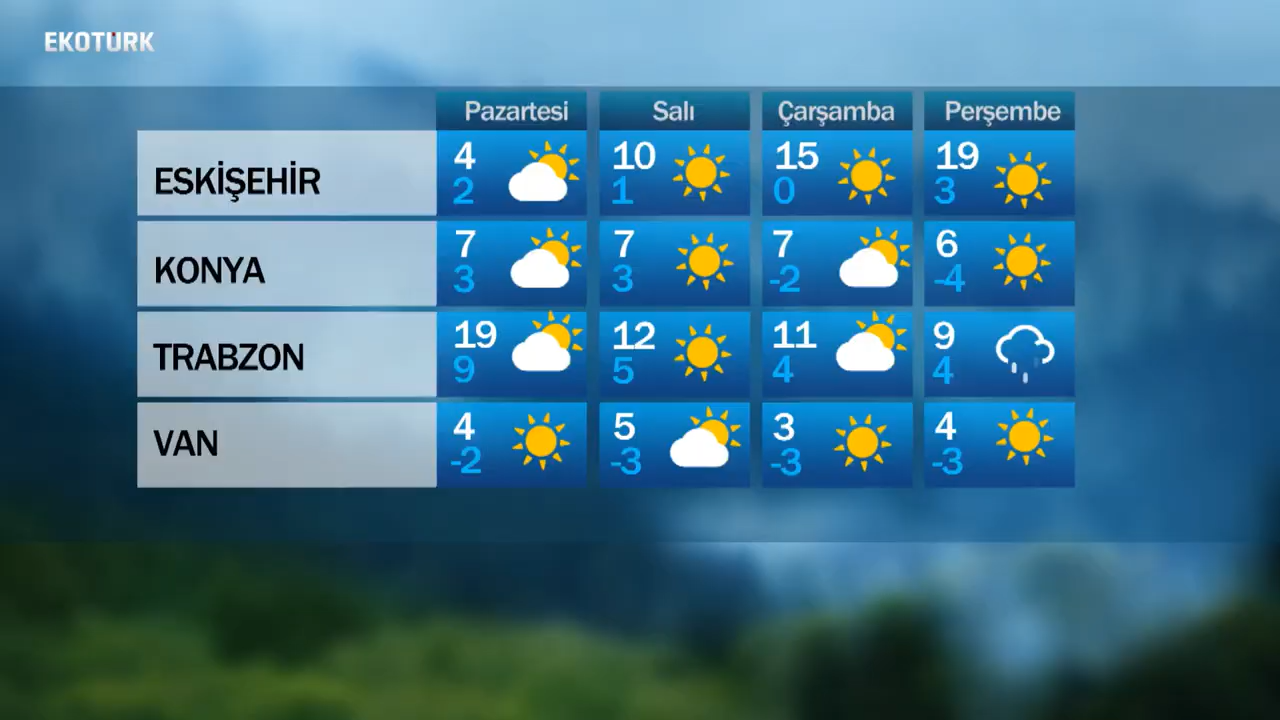 EKOTÜRK
Pazartesi Salı Çarşamba Perşembe
ESKİŞEHİR 4 2 10 1 15 0 19 3
KONYA 7 3 7 3 7 -2 6 -4
TRABZON 19 9 12 5 11 4 9 4
VAN 4 -2 5 -3 3 -3 4 -3